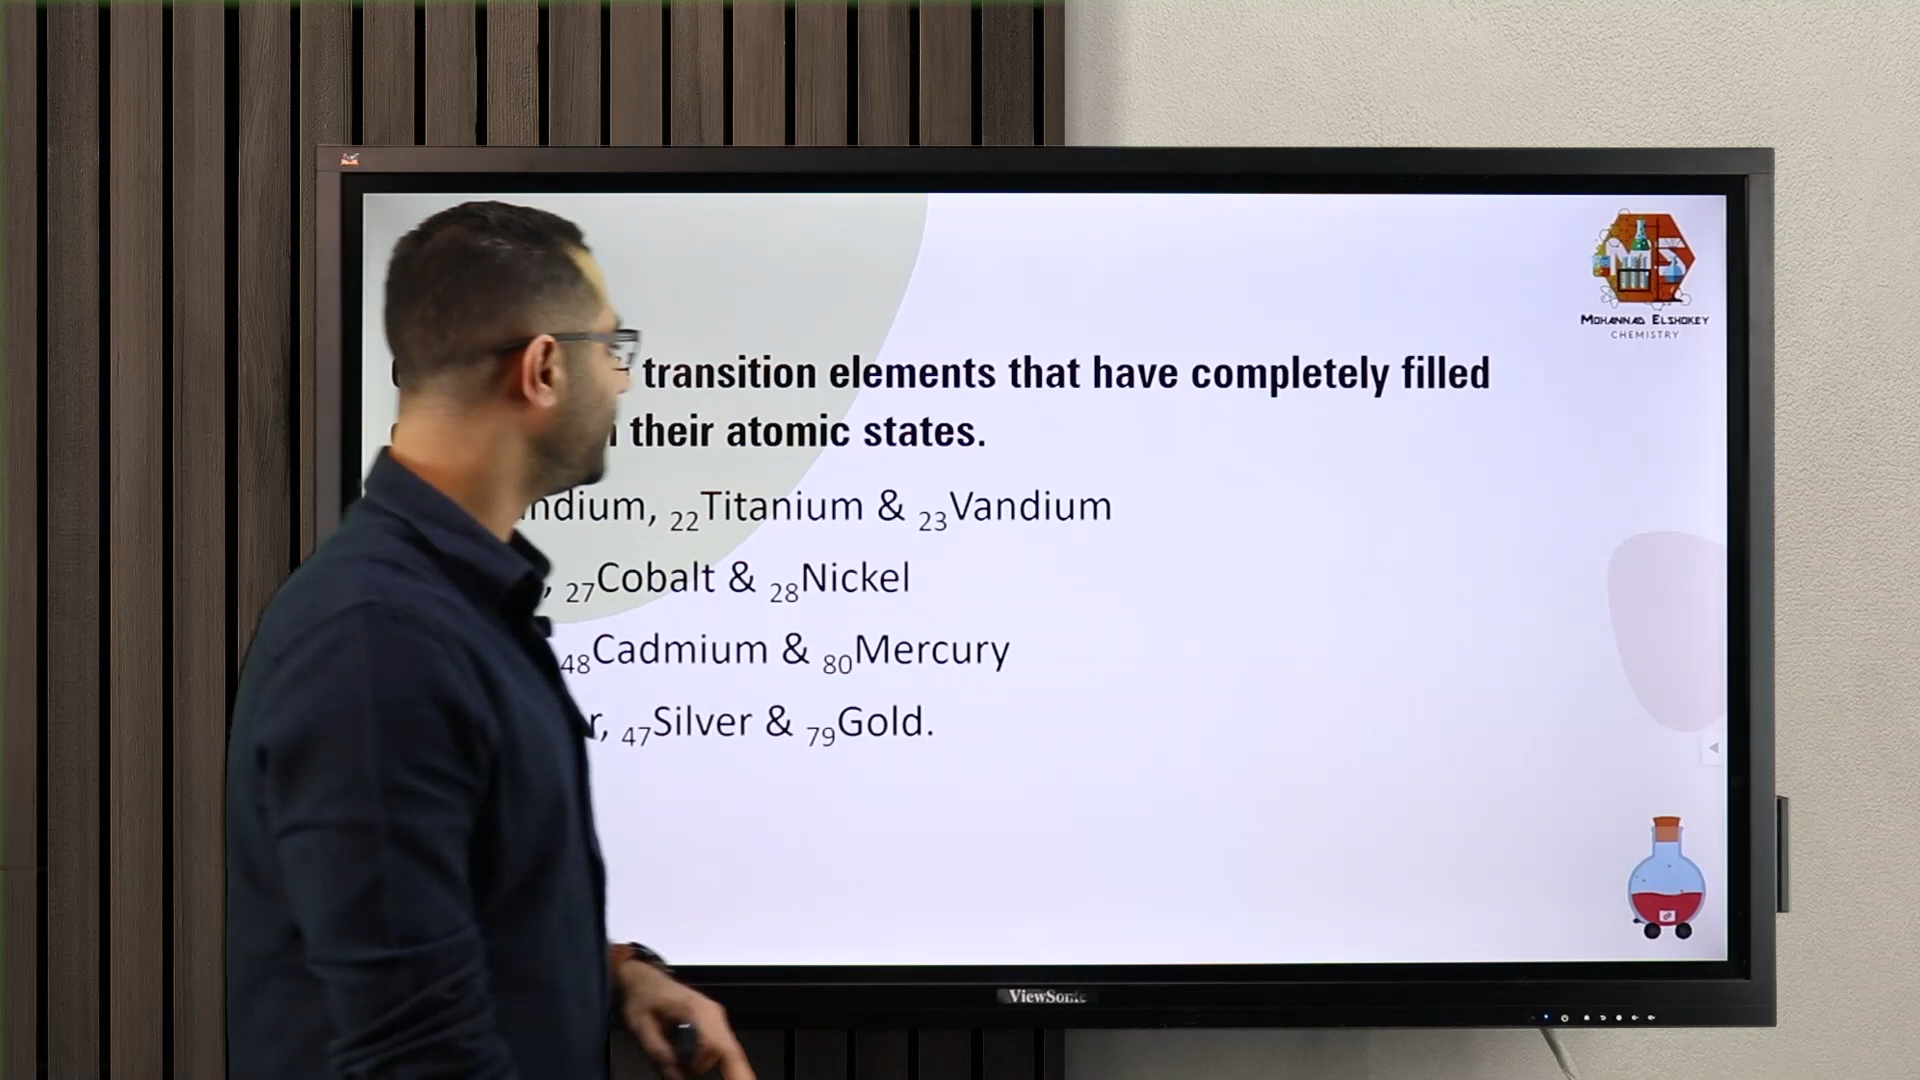 transition elements that have completely filled
their atomic states.
22Titanium & 23Vandium
27Cobalt & 28Nickel
48Cadmium & 80Mercury
47Silver & 79Gold.
MOHANNAD ELSHOKEY
CHEMISTRY
ViewSonic